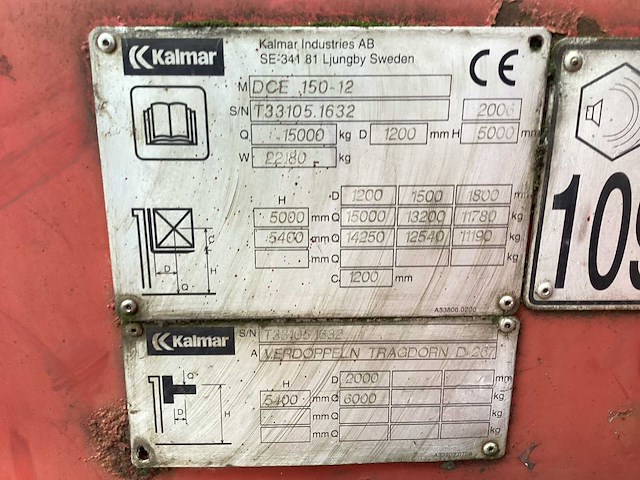 Kalmar
Kalmar Industries AB
SE-341 81 Ljungby Sweden
CE
M DCE 150-12
S/N T33105.1632 2006
Q 15000 kg D 1200 mm H 5000 mm
W 22180 kg
H D 1200 1500 1800 mm
5000 mm Q 15000 13200 11780 kg
5400 mm Q 14250 12540 11190 kg
mm Q kg
C 1200 mm
C
D
H
Q
109
Kalmar
S/N T33105.1632
A VERDOPPELN TRAGDORN D-267
H D 2000 mm
5400 mm Q 6000 kg
mm Q kg
mm Q kg
Q
D
H